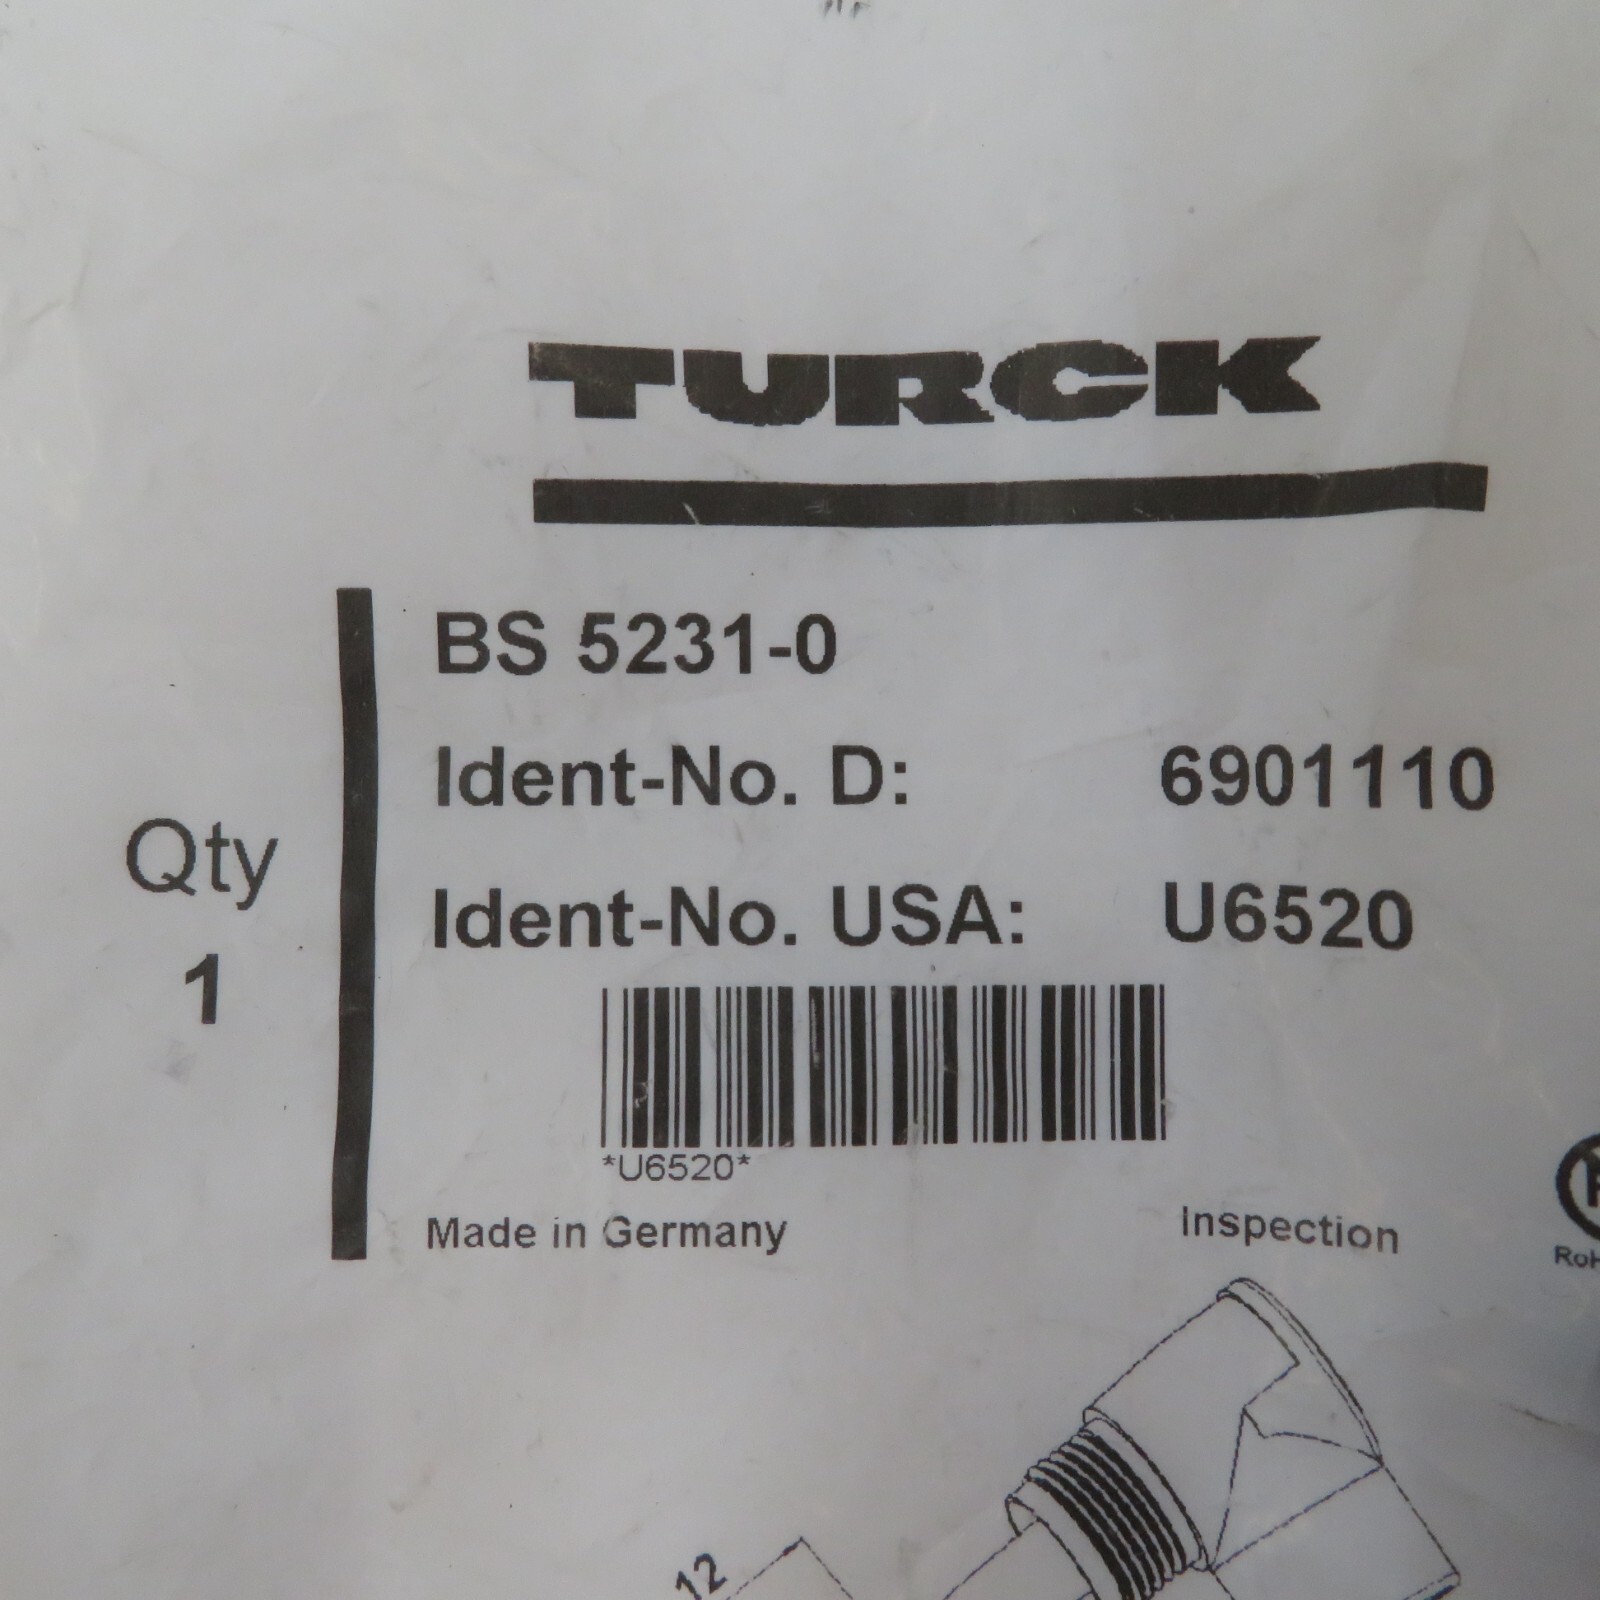 TURCK
BS 5231-0
Ident-No. D: 6901110
Qty
1
Ident-No. USA: U6520
*U6520*
Made in Germany
Inspection
12